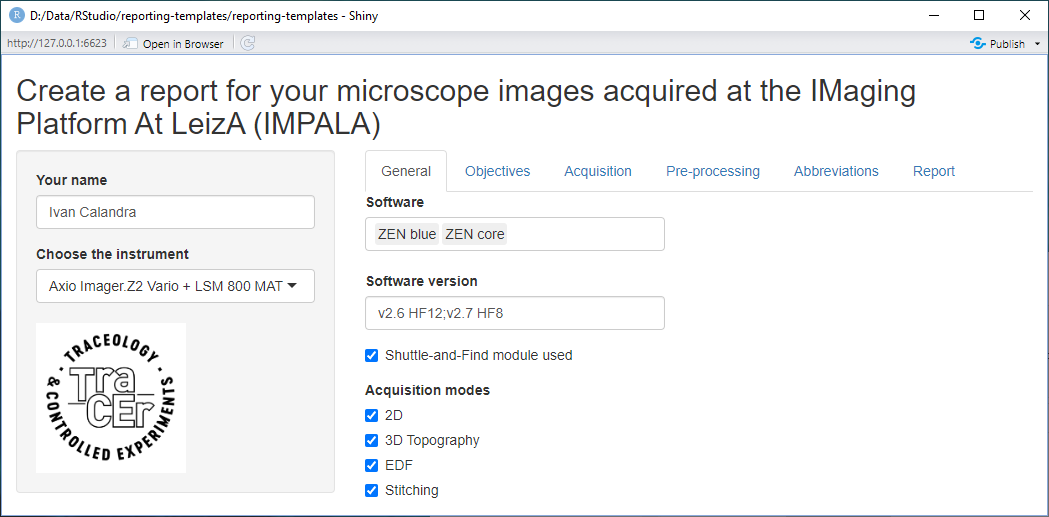 D:/Data/RStudio/reporting-templates/reporting-templates - Shiny
http://127.0.0.1:6623
Open in Browser
Publish
Create a report for your microscope images acquired at the IMaging
Platform At LeizA (IMPALA)
Your name
Ivan Calandra
Choose the instrument
Axio Imager.Z2 Vario + LSM 800 MAT
· TRACEOLOGY ·
& CONTROLLED EXPERIMENTS
TraCEr
General Objectives Acquisition Pre-processing Abbreviations Report
Software
ZEN blue ZEN core
Software version
v2.6 HF12;v2.7 HF8
Shuttle-and-Find module used
Acquisition modes
2D
3D Topography
EDF
Stitching